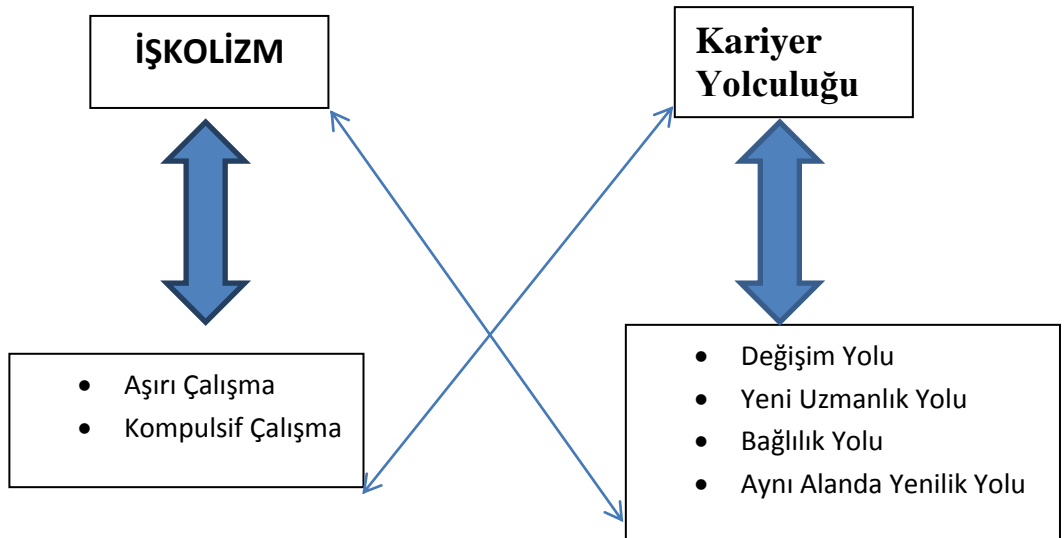 İŞKOLİZM
Kariyer
Yolculuğu
• Aşırı Çalışma
• Kompulsif Çalışma
• Değişim Yolu
• Yeni Uzmanlık Yolu
• Bağlılık Yolu
• Aynı Alanda Yenilik Yolu